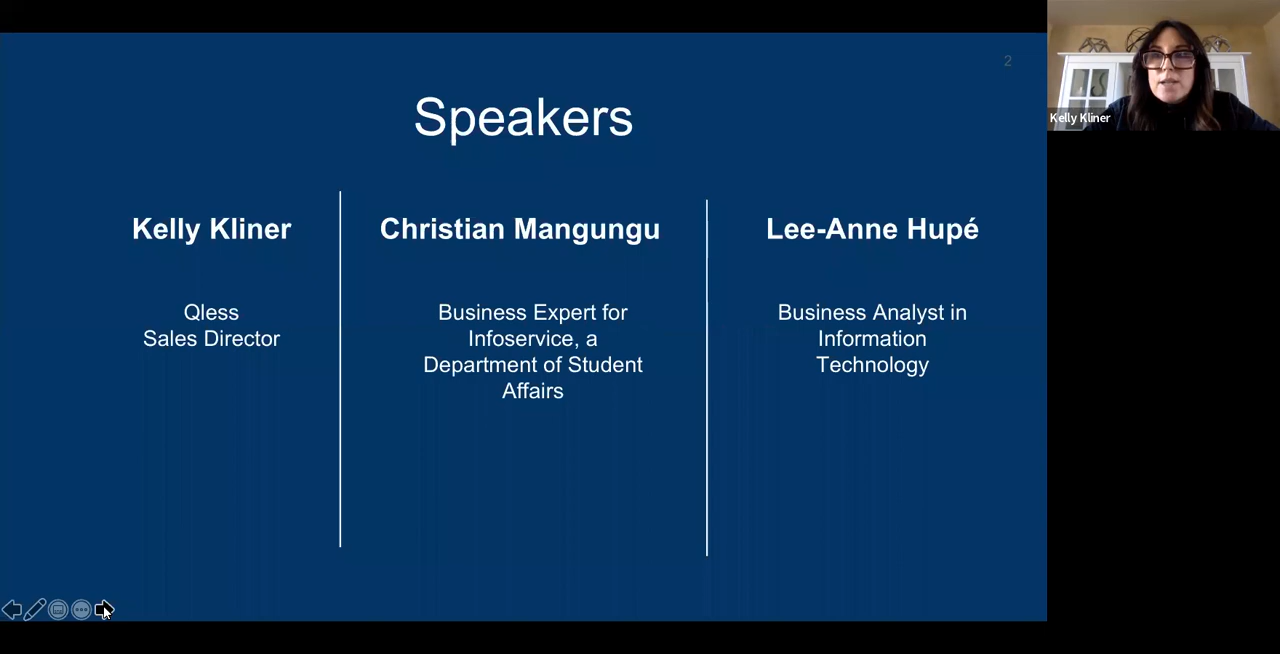 2
Speakers
Kelly Kliner
Qless
Sales Director
Christian Mangungu
Business Expert for
Infoservice, a
Department of Student
Affairs
Lee-Anne Hupé
Business Analyst in
Information
Technology
Kelly Kliner